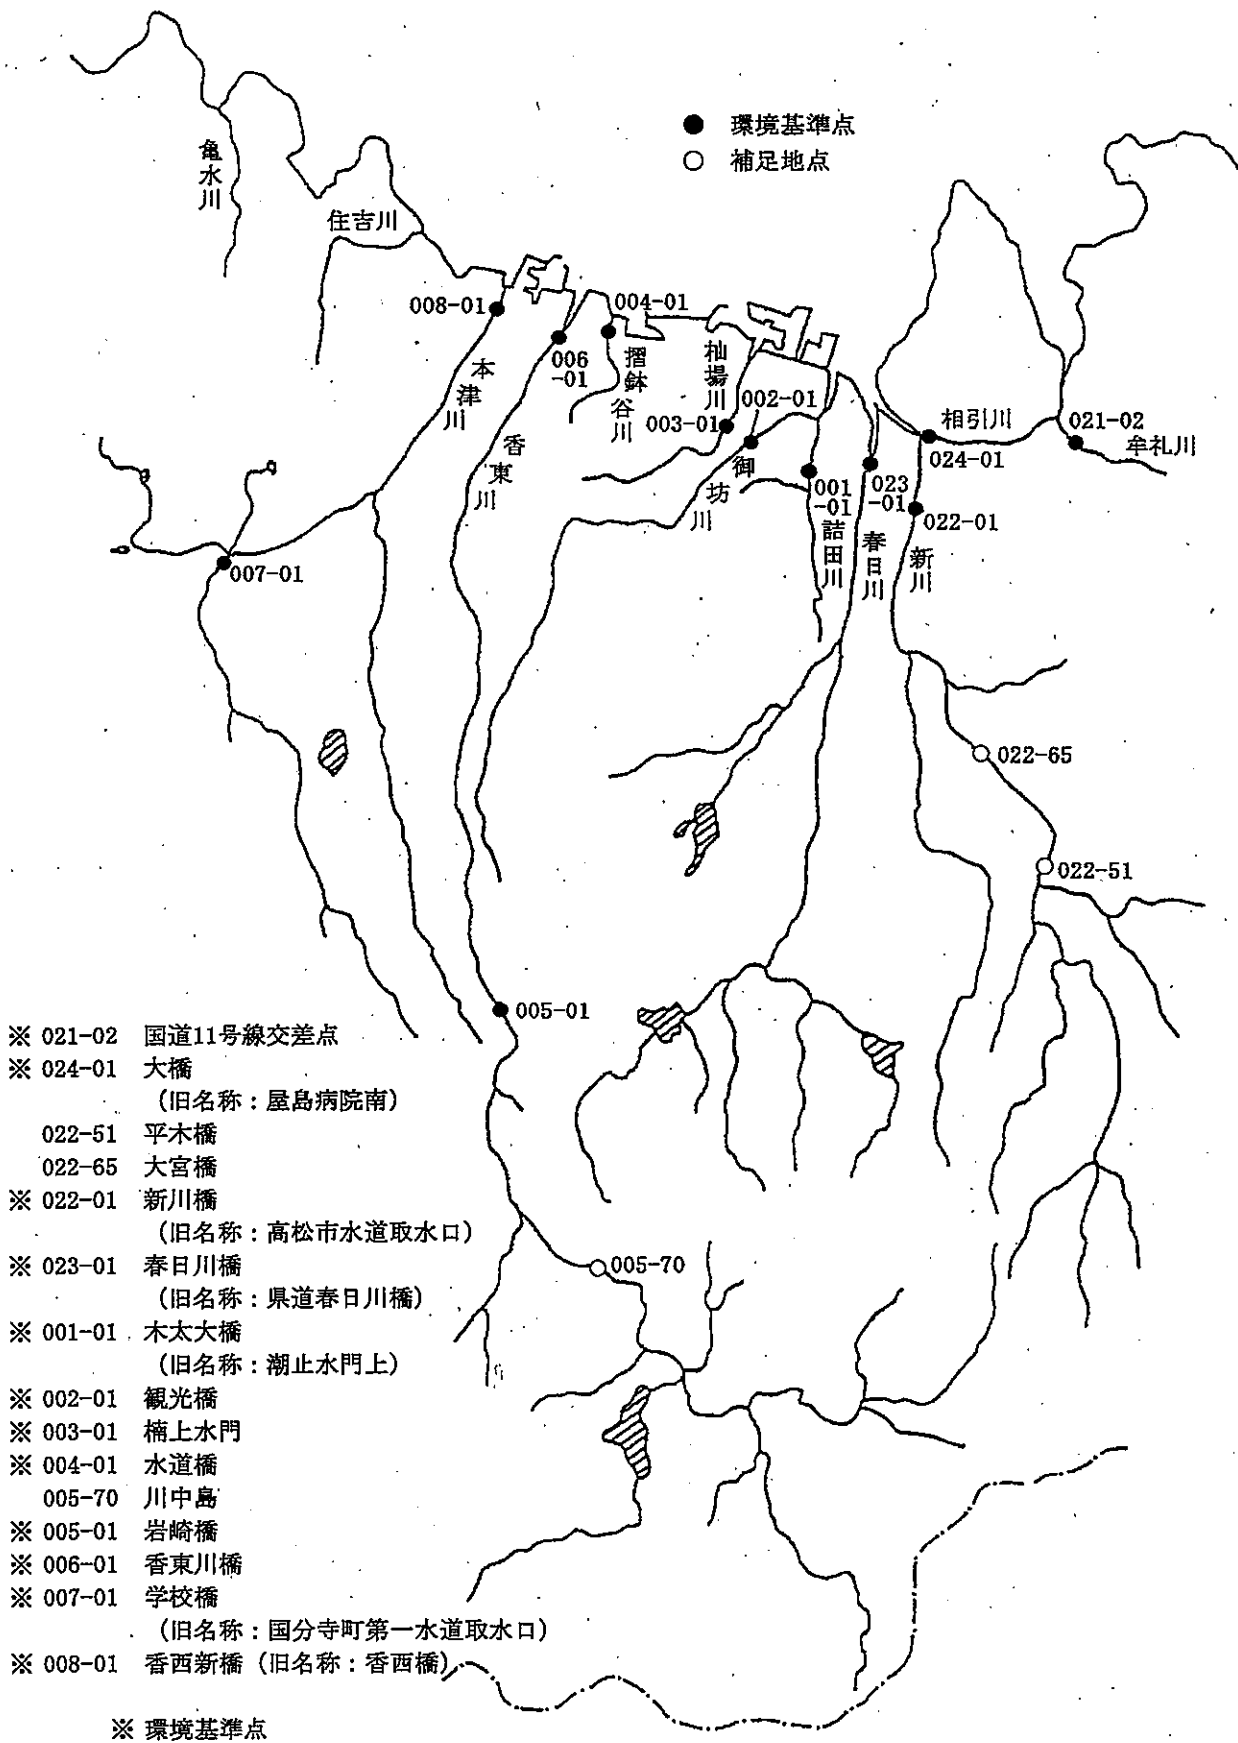 ● 環境基準点
○ 補足地点
亀水川
住吉川
008-01
004-01
006
-01
摺鉢谷川
杣場川
002-01
003-01
本津川
香東川
御坊川
001
-01
詰田川
023
-01
春日川
相引川
024-01
021-02
牟礼川
022-01
新川
007-01
022-65
022-51
005-01
005-70
※ 021-02 国道11号線交差点
※ 024-01 大橋
(旧名称:屋島病院南)
022-51 平木橋
022-65 大宮橋
※ 022-01 新川橋
(旧名称:高松市水道取水口)
※ 023-01 春日川橋
(旧名称:県道春日川橋)
※ 001-01 木太大橋
(旧名称:潮止水門上)
※ 002-01 観光橋
※ 003-01 楠上水門
※ 004-01 水道橋
005-70 川中島
※ 005-01 岩崎橋
※ 006-01 香東川橋
※ 007-01 学校橋
(旧名称:国分寺町第一水道取水口)
※ 008-01 香西新橋 (旧名称:香西橋)
※ 環境基準点